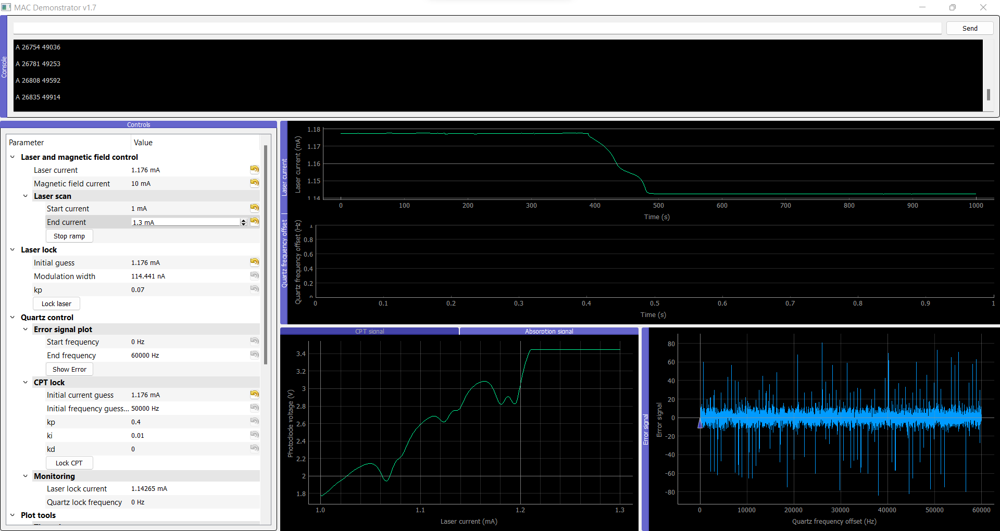 MAC Demonstrator v1.7
Send
Console
A 26754 49036
A 26781 49253
A 26808 49592
A 26835 49914
Controls
Parameter Value
Laser and magnetic field control
Laser current 1.176 mA
Magnetic field current 10 mA
Laser scan
Start current 1 mA
End current 1.3 mA
Stop ramp
Laser lock
Initial guess 1.176 mA
Modulation width 114.441 nA
kp 0.07
Lock laser
Quartz control
Error signal plot
Start frequency 0 Hz
End frequency 60000 Hz
Show Error
CPT lock
Initial current guess 1.176 mA
Initial frequency guess... 50000 Hz
kp 0.4
ki 0.01
kd 0
Lock CPT
Monitoring
Laser lock current 1.14265 mA
Quartz lock frequency 0 Hz
Plot tools
Laser current
Laser current (mA)
1.18
1.17
1.16
1.15
1.14
0 100 200 300 400 500 600 700 800 900 1000
Time (s)
Quartz frequency offset
Quartz frequency offset (Hz)
1
0.8
0.6
0.4
0.2
0
0 0.1 0.2 0.3 0.4 0.5 0.6 0.7 0.8 0.9 1
Time (s)
CPT signal Absorption signal
Photodiode voltage (V)
3.4
3.2
3
2.8
2.6
2.4
2.2
2
1.8
1.0 1.1 1.2 1.3
Laser current (mA)
Error signal
Error signal
80
60
40
20
0
-20
-40
-60
-80
0 10000 20000 30000 40000 50000 60000
Quartz frequency offset (Hz)